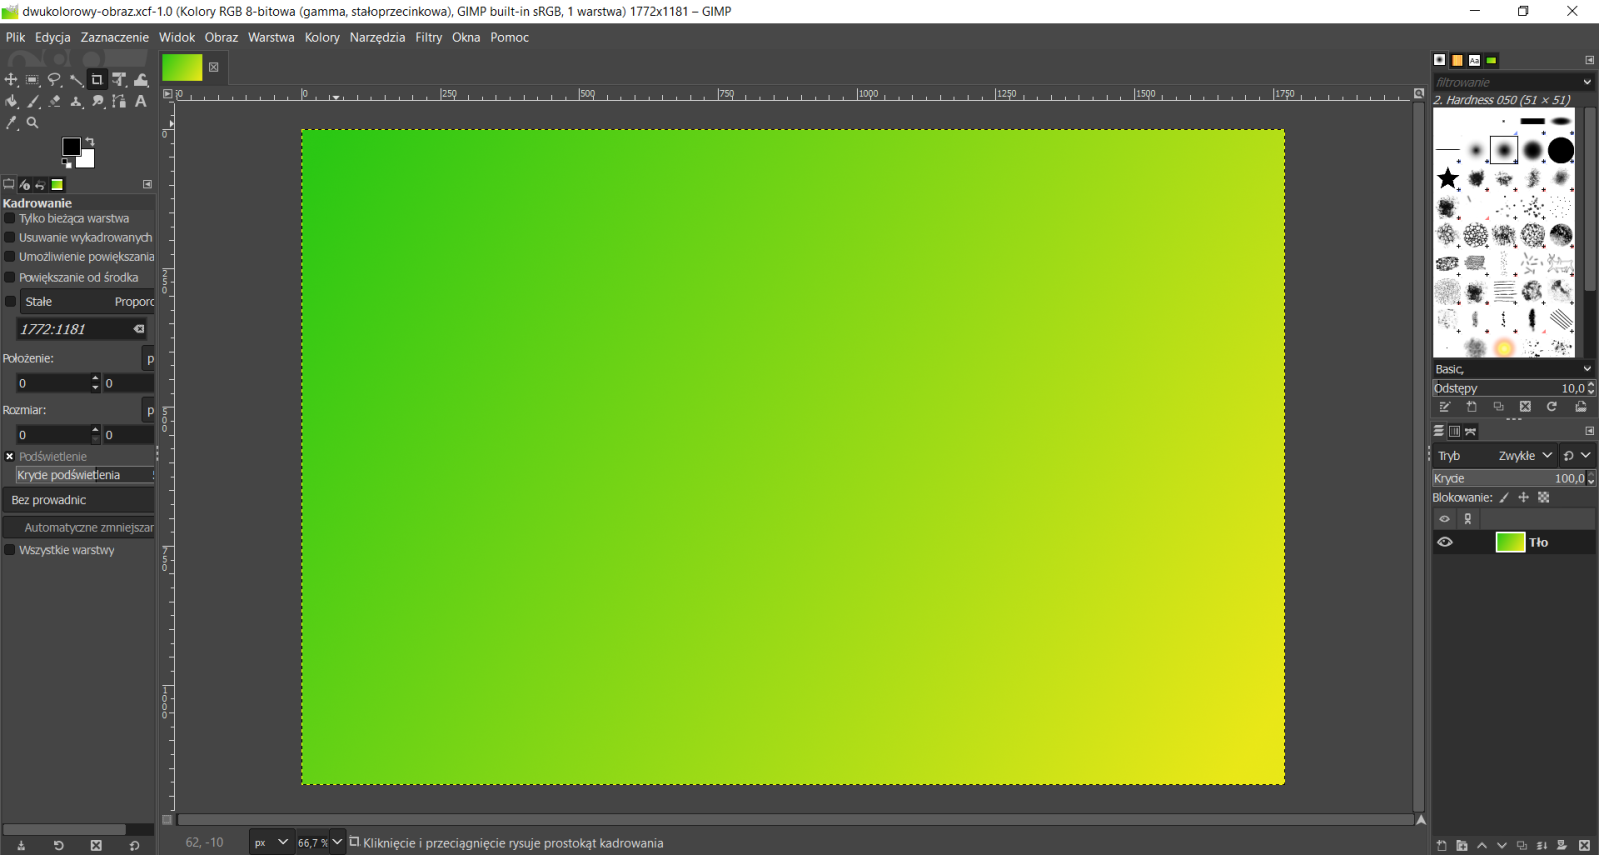 dwukolorowy-obraz.xcf-1.0 (Kolory RGB 8-bitowa (gamma, stałoprzecinkowa), GIMP built-in sRGB, 1 warstwa) 1772x1181 – GIMP
Plik Edycja Zaznaczenie Widok Obraz Warstwa Kolory Narzędzia Filtry Okna Pomoc
filtrowanie
0 250 500 750 1000 1250 1500 1750
2. Hardness 050 (51 × 51)
Kadrowanie
Tylko bieżąca warstwa
Usuwanie wykadrowanych
Umożliwienie powiększania
Powiększanie od środka
Stałe Proporc
1772:1181
Położenie: p
0 0
Rozmiar: p
0 0
Podświetlenie
Krycie podświetlenia
Bez prowadnic
Automatyczne zmniejszar
Wszystkie warstwy
0
250
500
750
1000
Basic,
Odstępy 10,0
Tryb Zwykłe
Krycie 100,0
Blokowanie:
Tło
62, -10 px 66,7 % Kliknięcie i przeciągnięcie rysuje prostokąt kadrowania